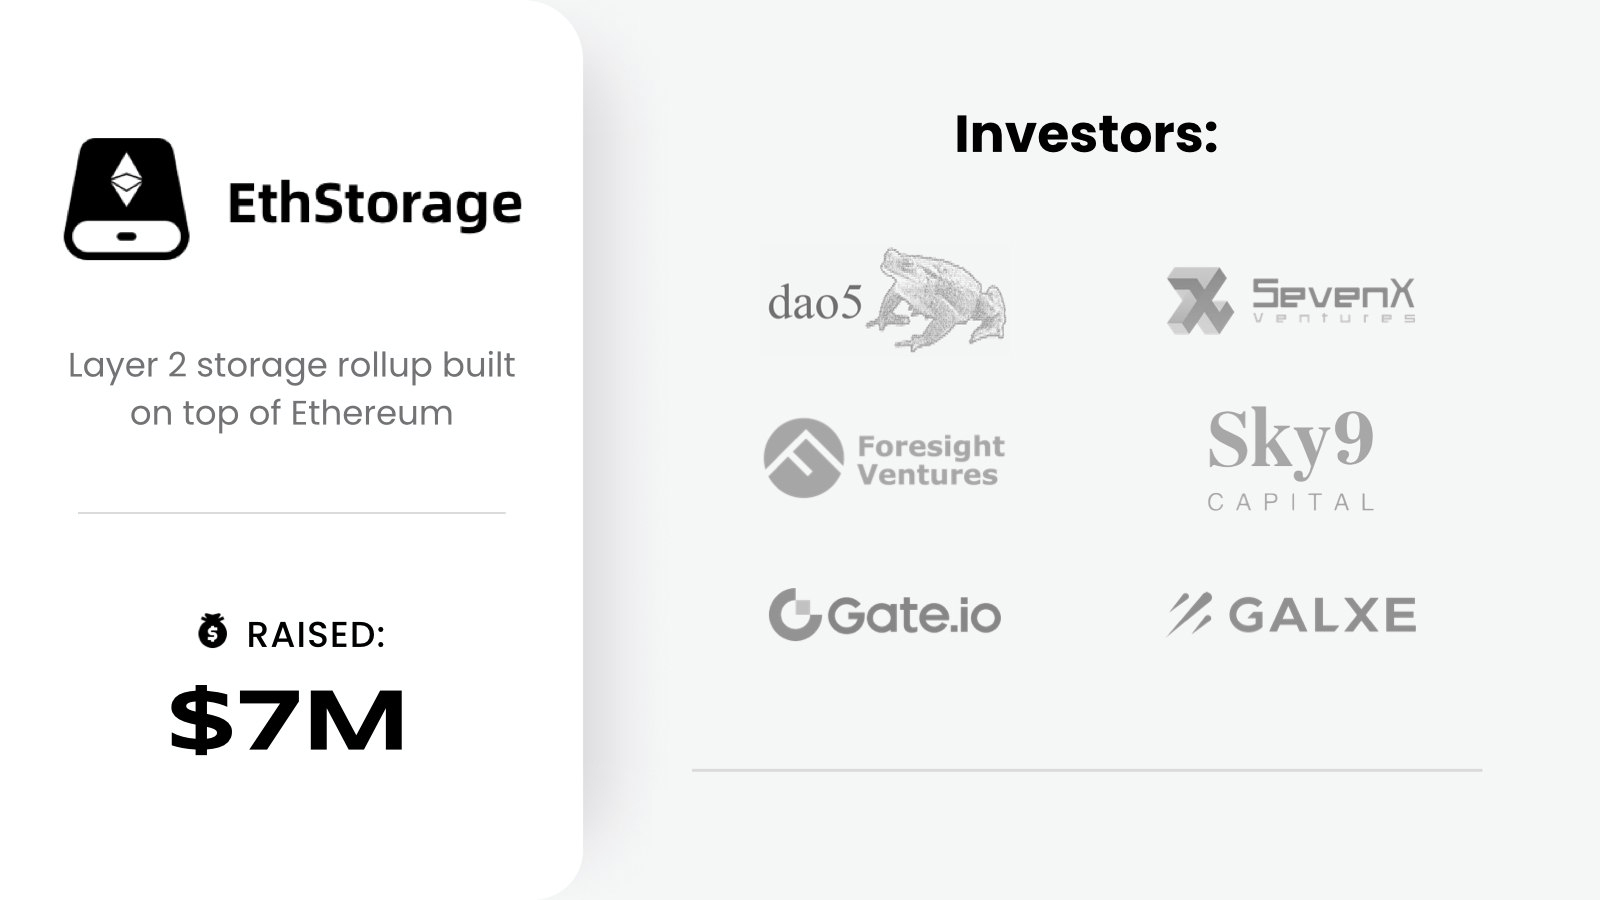 EthStorage
Layer 2 storage rollup built
on top of Ethereum
RAISED:
$7M
Investors:
dao5
SevenX
Ventures
Foresight
Ventures
Sky9
CAPITAL
Gate.io
GALXE